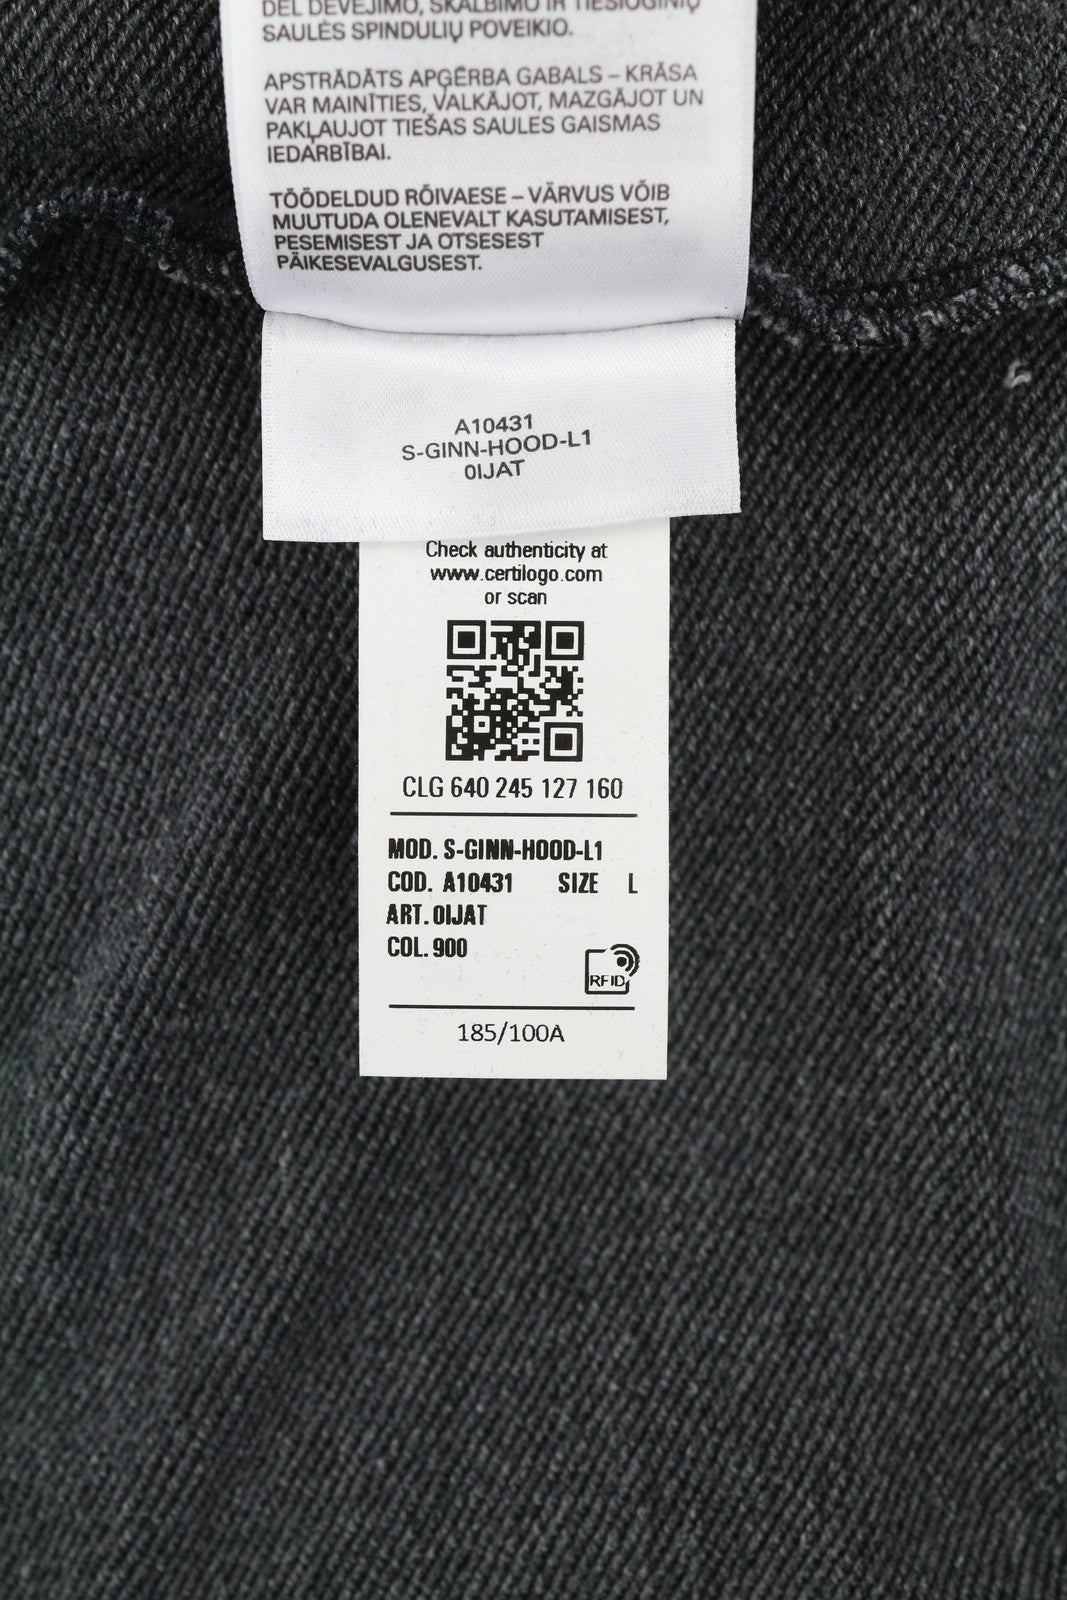 DĖL DĖVĖJIMO, SKALBIMO IR TIESIOGINIŲ
SAULĖS SPINDULIŲ POVEIKIO.
APSTRĀDĀTS APĢĒRBA GABALS – KRĀSA
VAR MAINĪTIES, VALKĀJOT, MAZGĀJOT UN
PAKĻAUJOT TIEŠAS SAULES GAISMAS
IEDARBĪBAI.
TÖÖDELDUD RÕIVAESE – VÄRVUS VÕIB
MUUTUDA OLENEVALT KASUTAMISEST,
PESEMISEST JA OTSESEST
PÄIKESEVALGUSEST.
A10431
S-GINN-HOOD-L1
0IJAT
Check authenticity at
www.certilogo.com
or scan
CLG 640 245 127 160
MOD. S-GINN-HOOD-L1
COD. A10431 SIZE L
ART. 0IJAT
COL. 900
RFID
185/100A